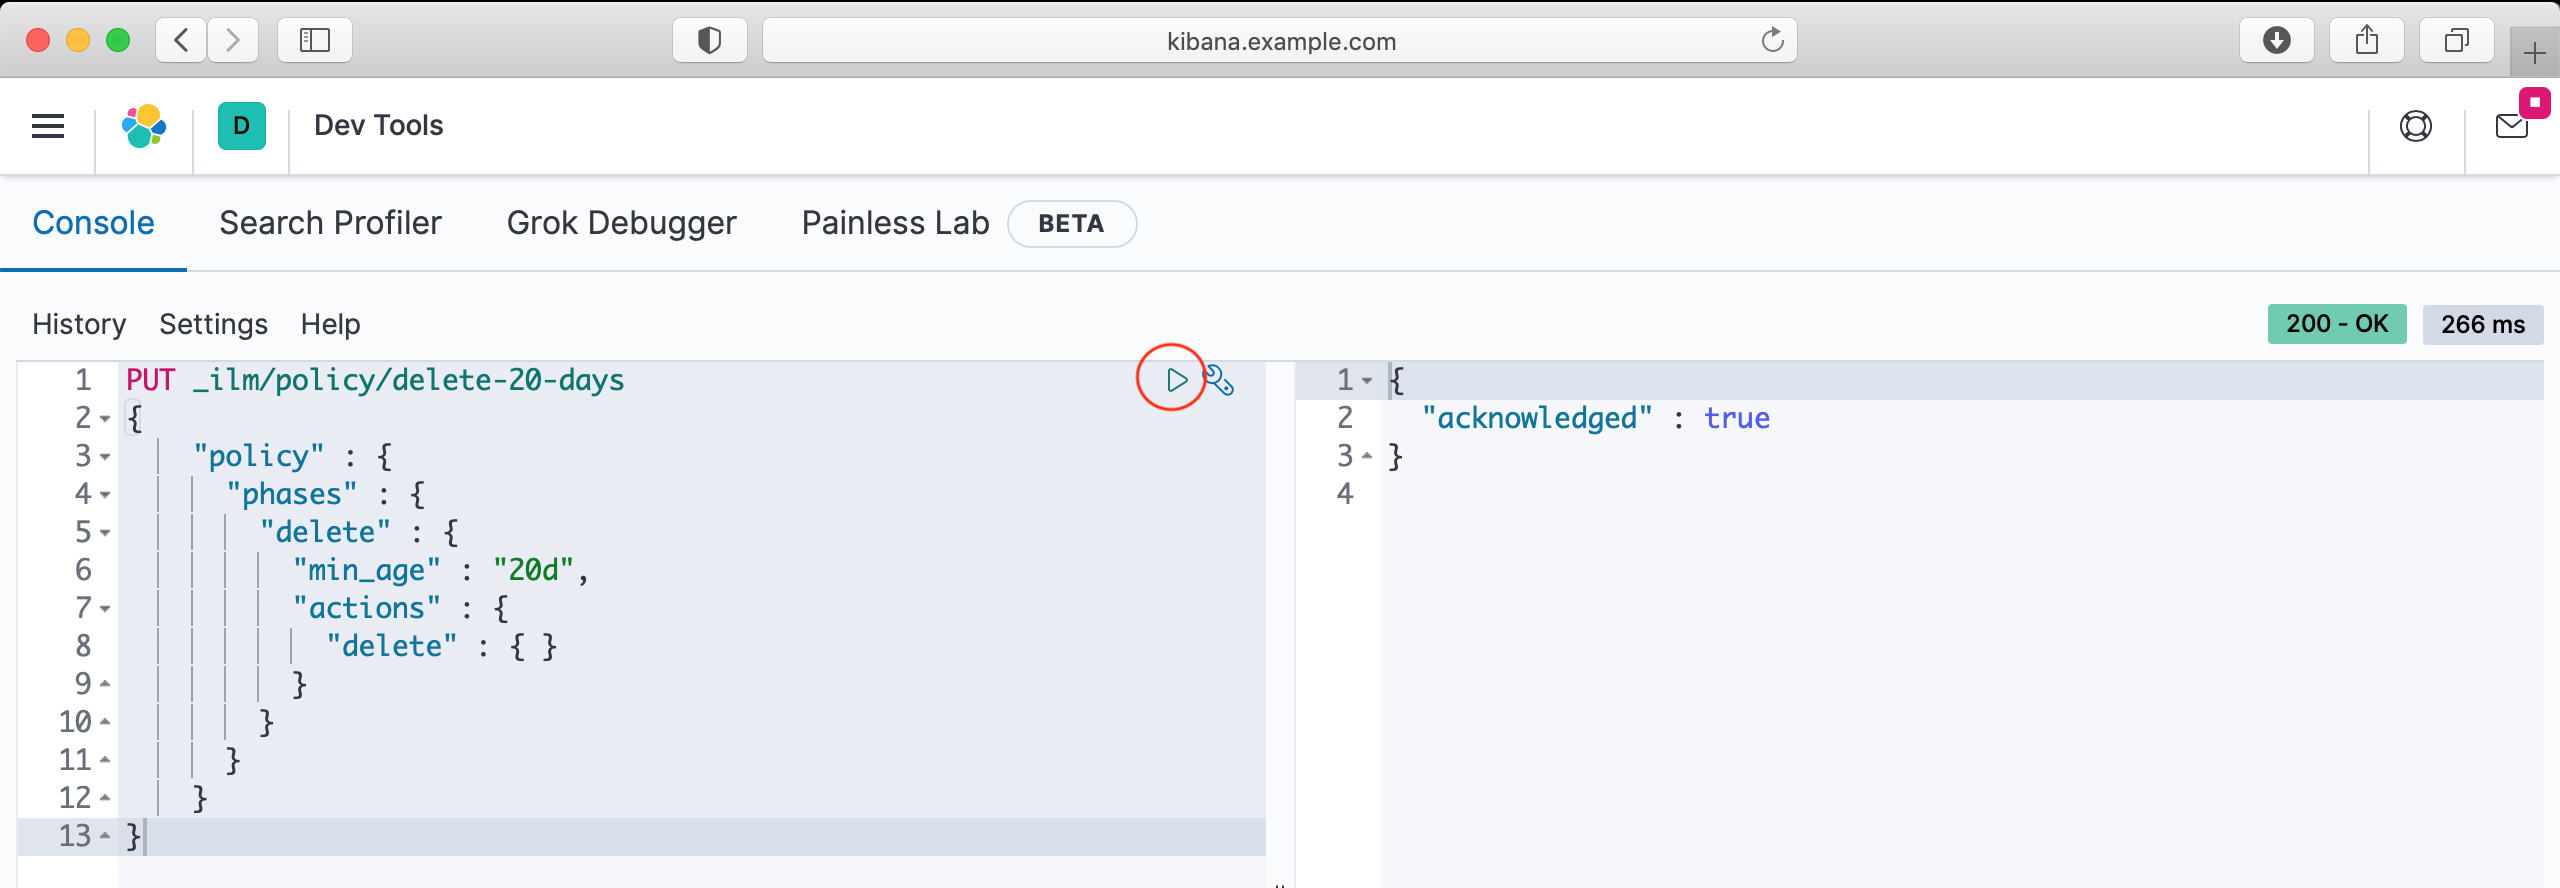 kibana.example.com
D Dev Tools
Console Search Profiler Grok Debugger Painless Lab BETA
History Settings Help 200 - OK 266 ms
1 PUT _ilm/policy/delete-20-days
2 {
3 "policy" : {
4 "phases" : {
5 "delete" : {
6 "min_age" : "20d",
7 "actions" : {
8 "delete" : { }
9 }
10 }
11 }
12 }
13 }
1 {
2 "acknowledged" : true
3 }
4